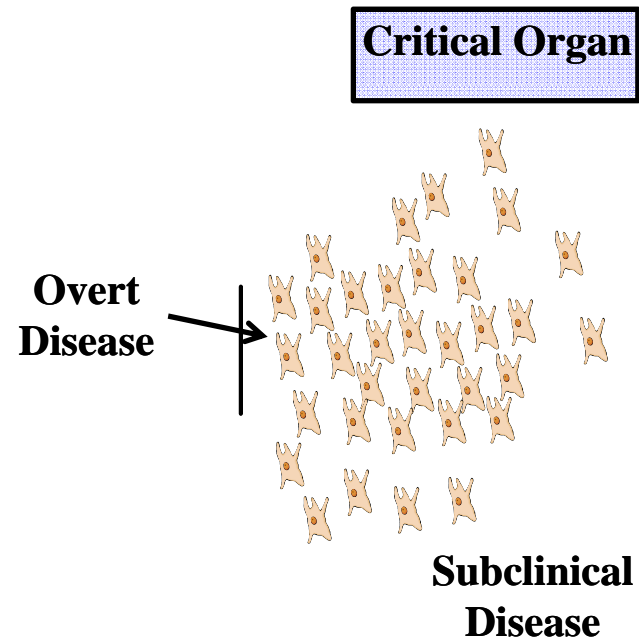 Critical Organ
Overt
Disease
Subclinical
Disease